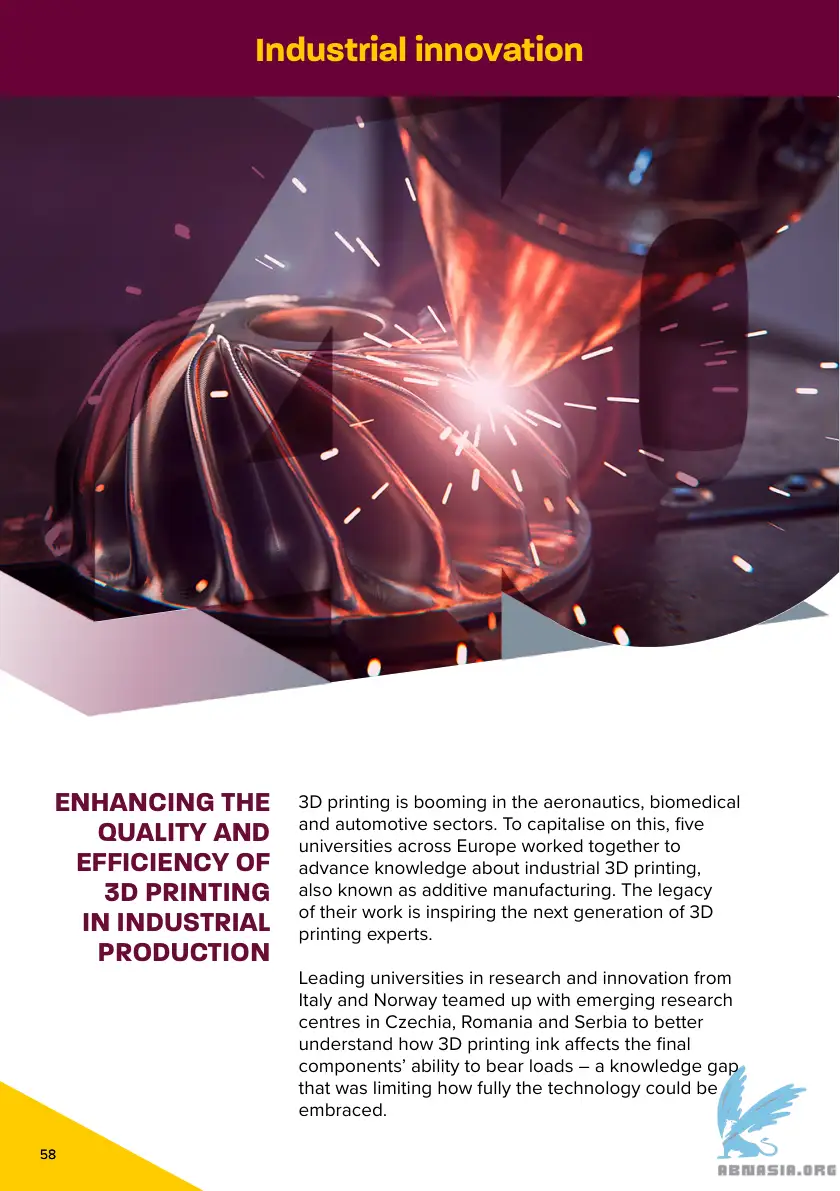 Industrial innovation
ENHANCING THE
QUALITY AND
EFFICIENCY OF
3D PRINTING
IN INDUSTRIAL
PRODUCTION
3D printing is booming in the aeronautics, biomedical
and automotive sectors. To capitalise on this, five
universities across Europe worked together to
advance knowledge about industrial 3D printing,
also known as additive manufacturing. The legacy
of their work is inspiring the next generation of 3D
printing experts.
Leading universities in research and innovation from
Italy and Norway teamed up with emerging research
centres in Czechia, Romania and Serbia to better
understand how 3D printing ink affects the final
components’ ability to bear loads – a knowledge gap
that was limiting how fully the technology could be
embraced.
58
ABNASIA.ORG